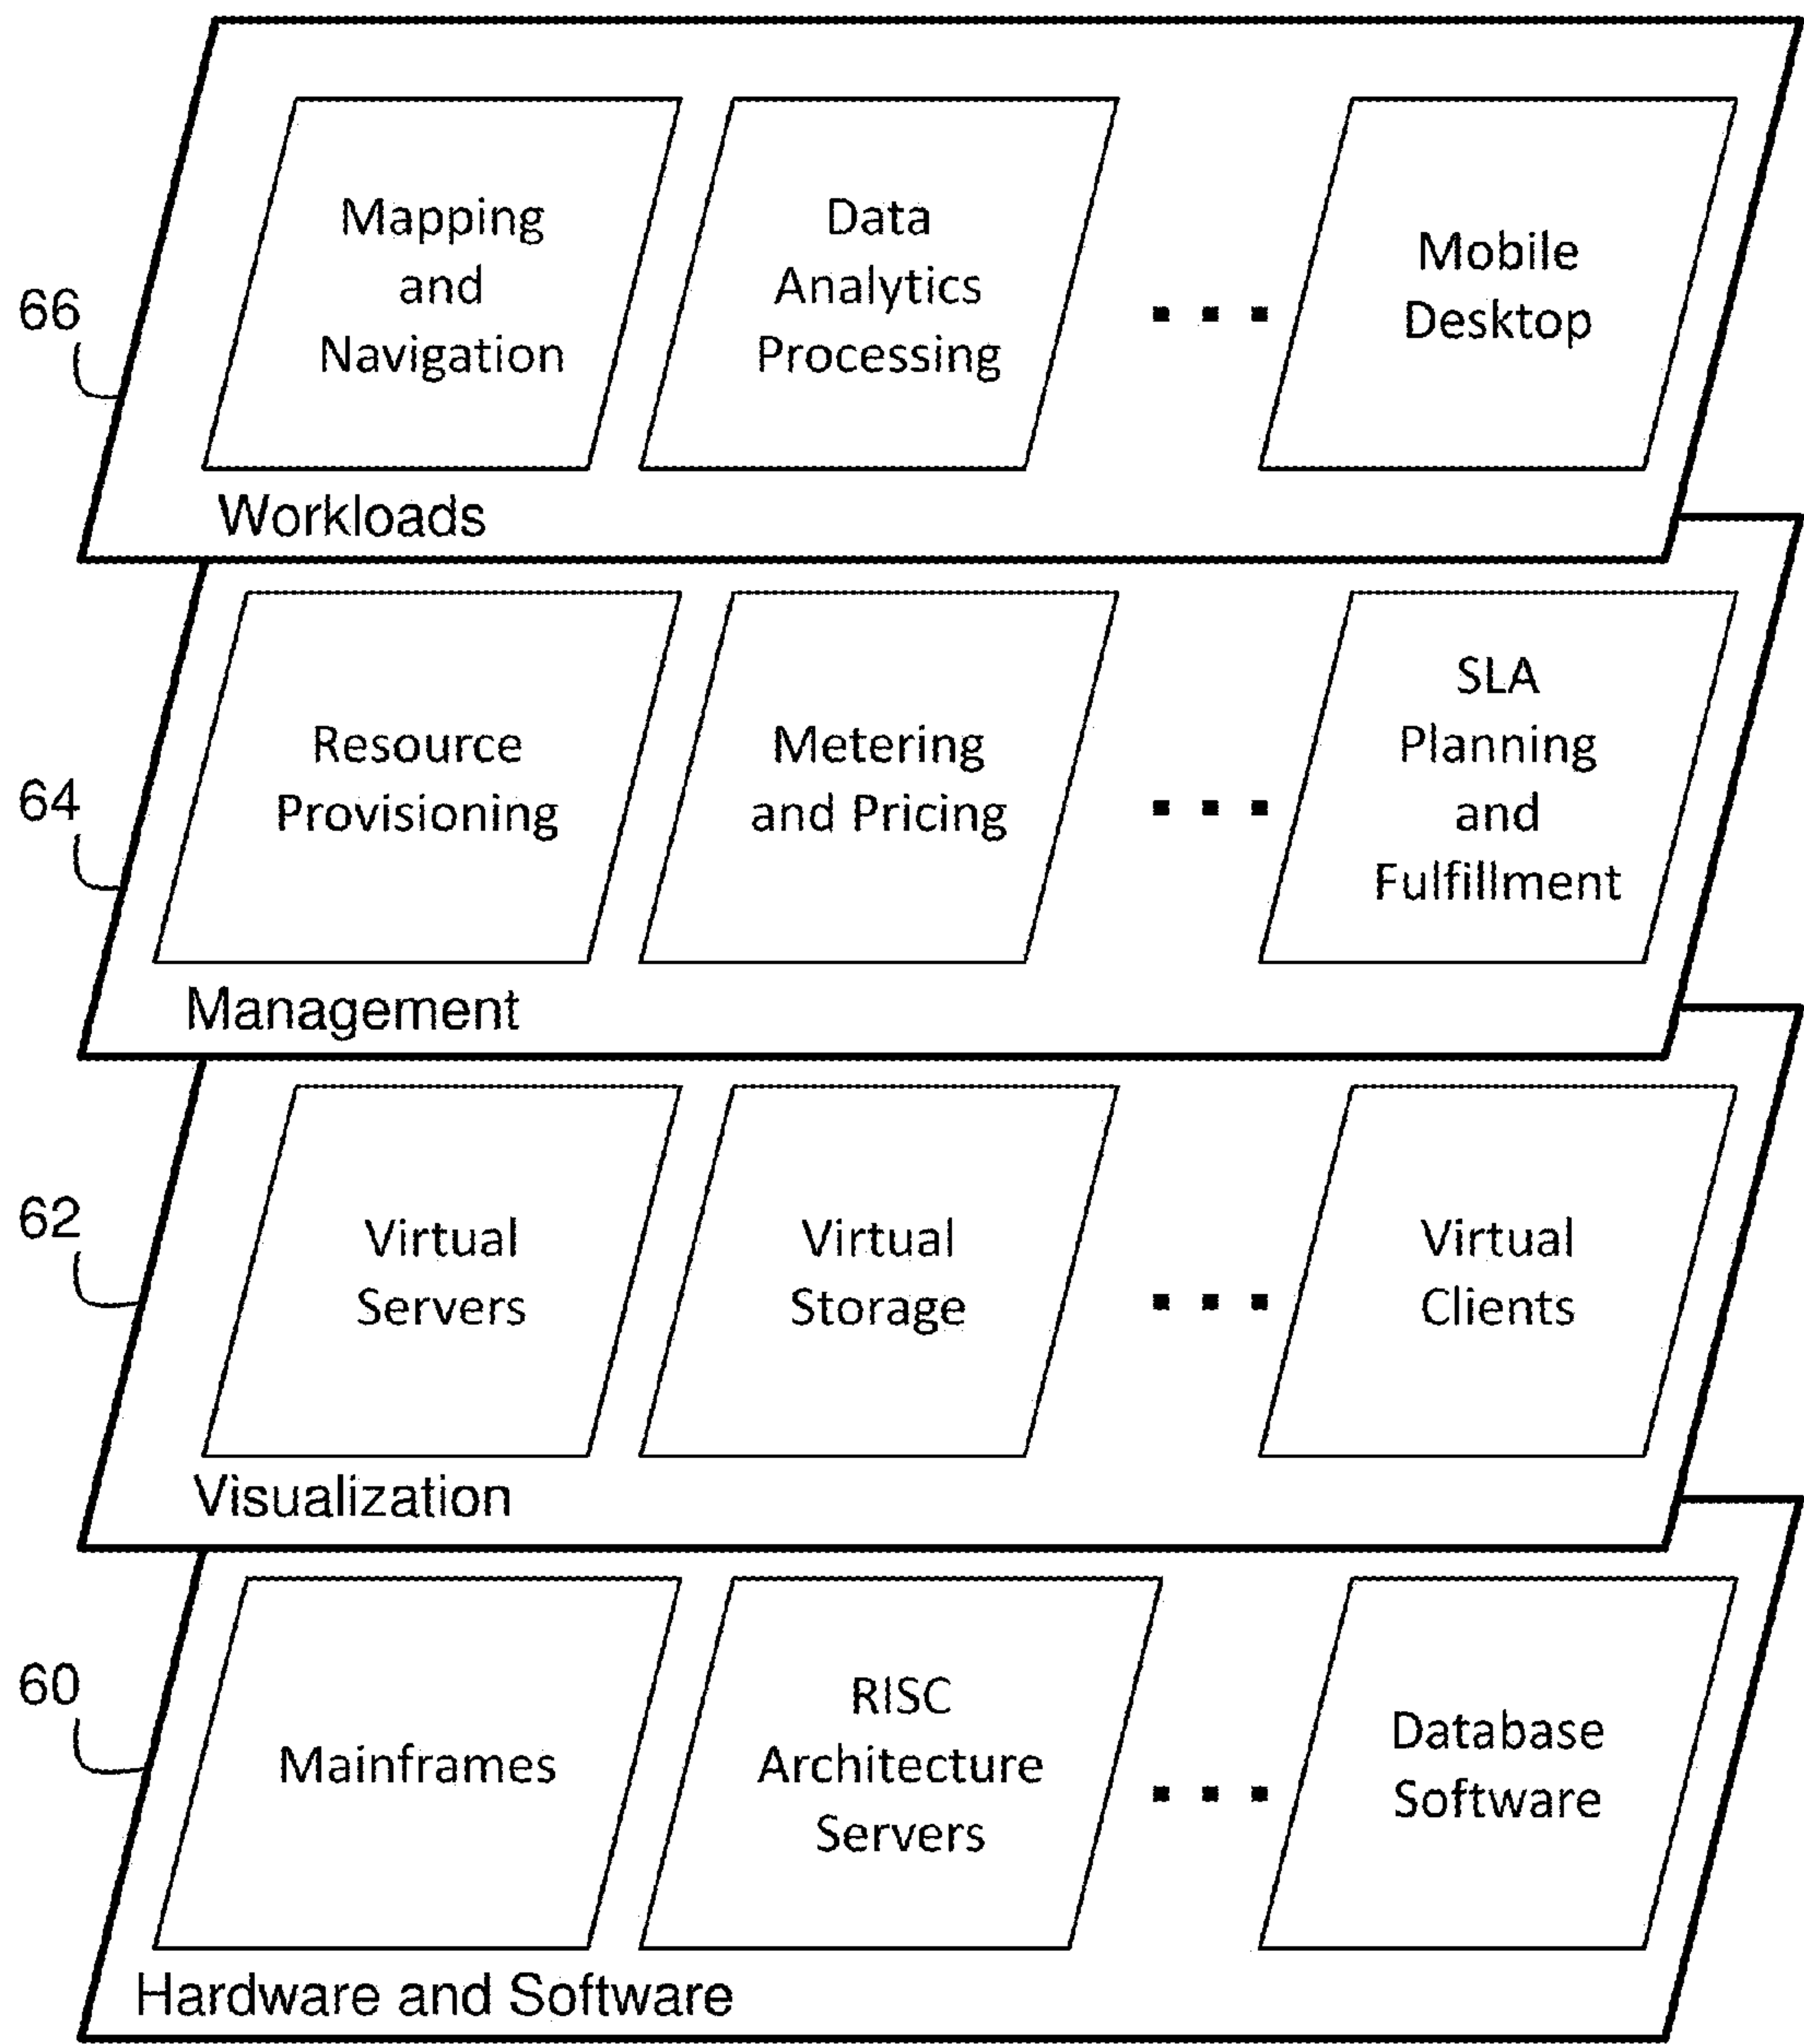 Mapping
and
Navigation
Data
Analytics
Processing
...
Mobile
Desktop
66
Workloads
Resource
Provisioning
Metering
and Pricing
...
SLA
Planning
and
Fulfillment
64
Management
Virtual
Servers
Virtual
Storage
...
Virtual
Clients
62
Visualization
Mainframes
RISC
Architecture
Servers
...
Database
Software
60
Hardware and Software